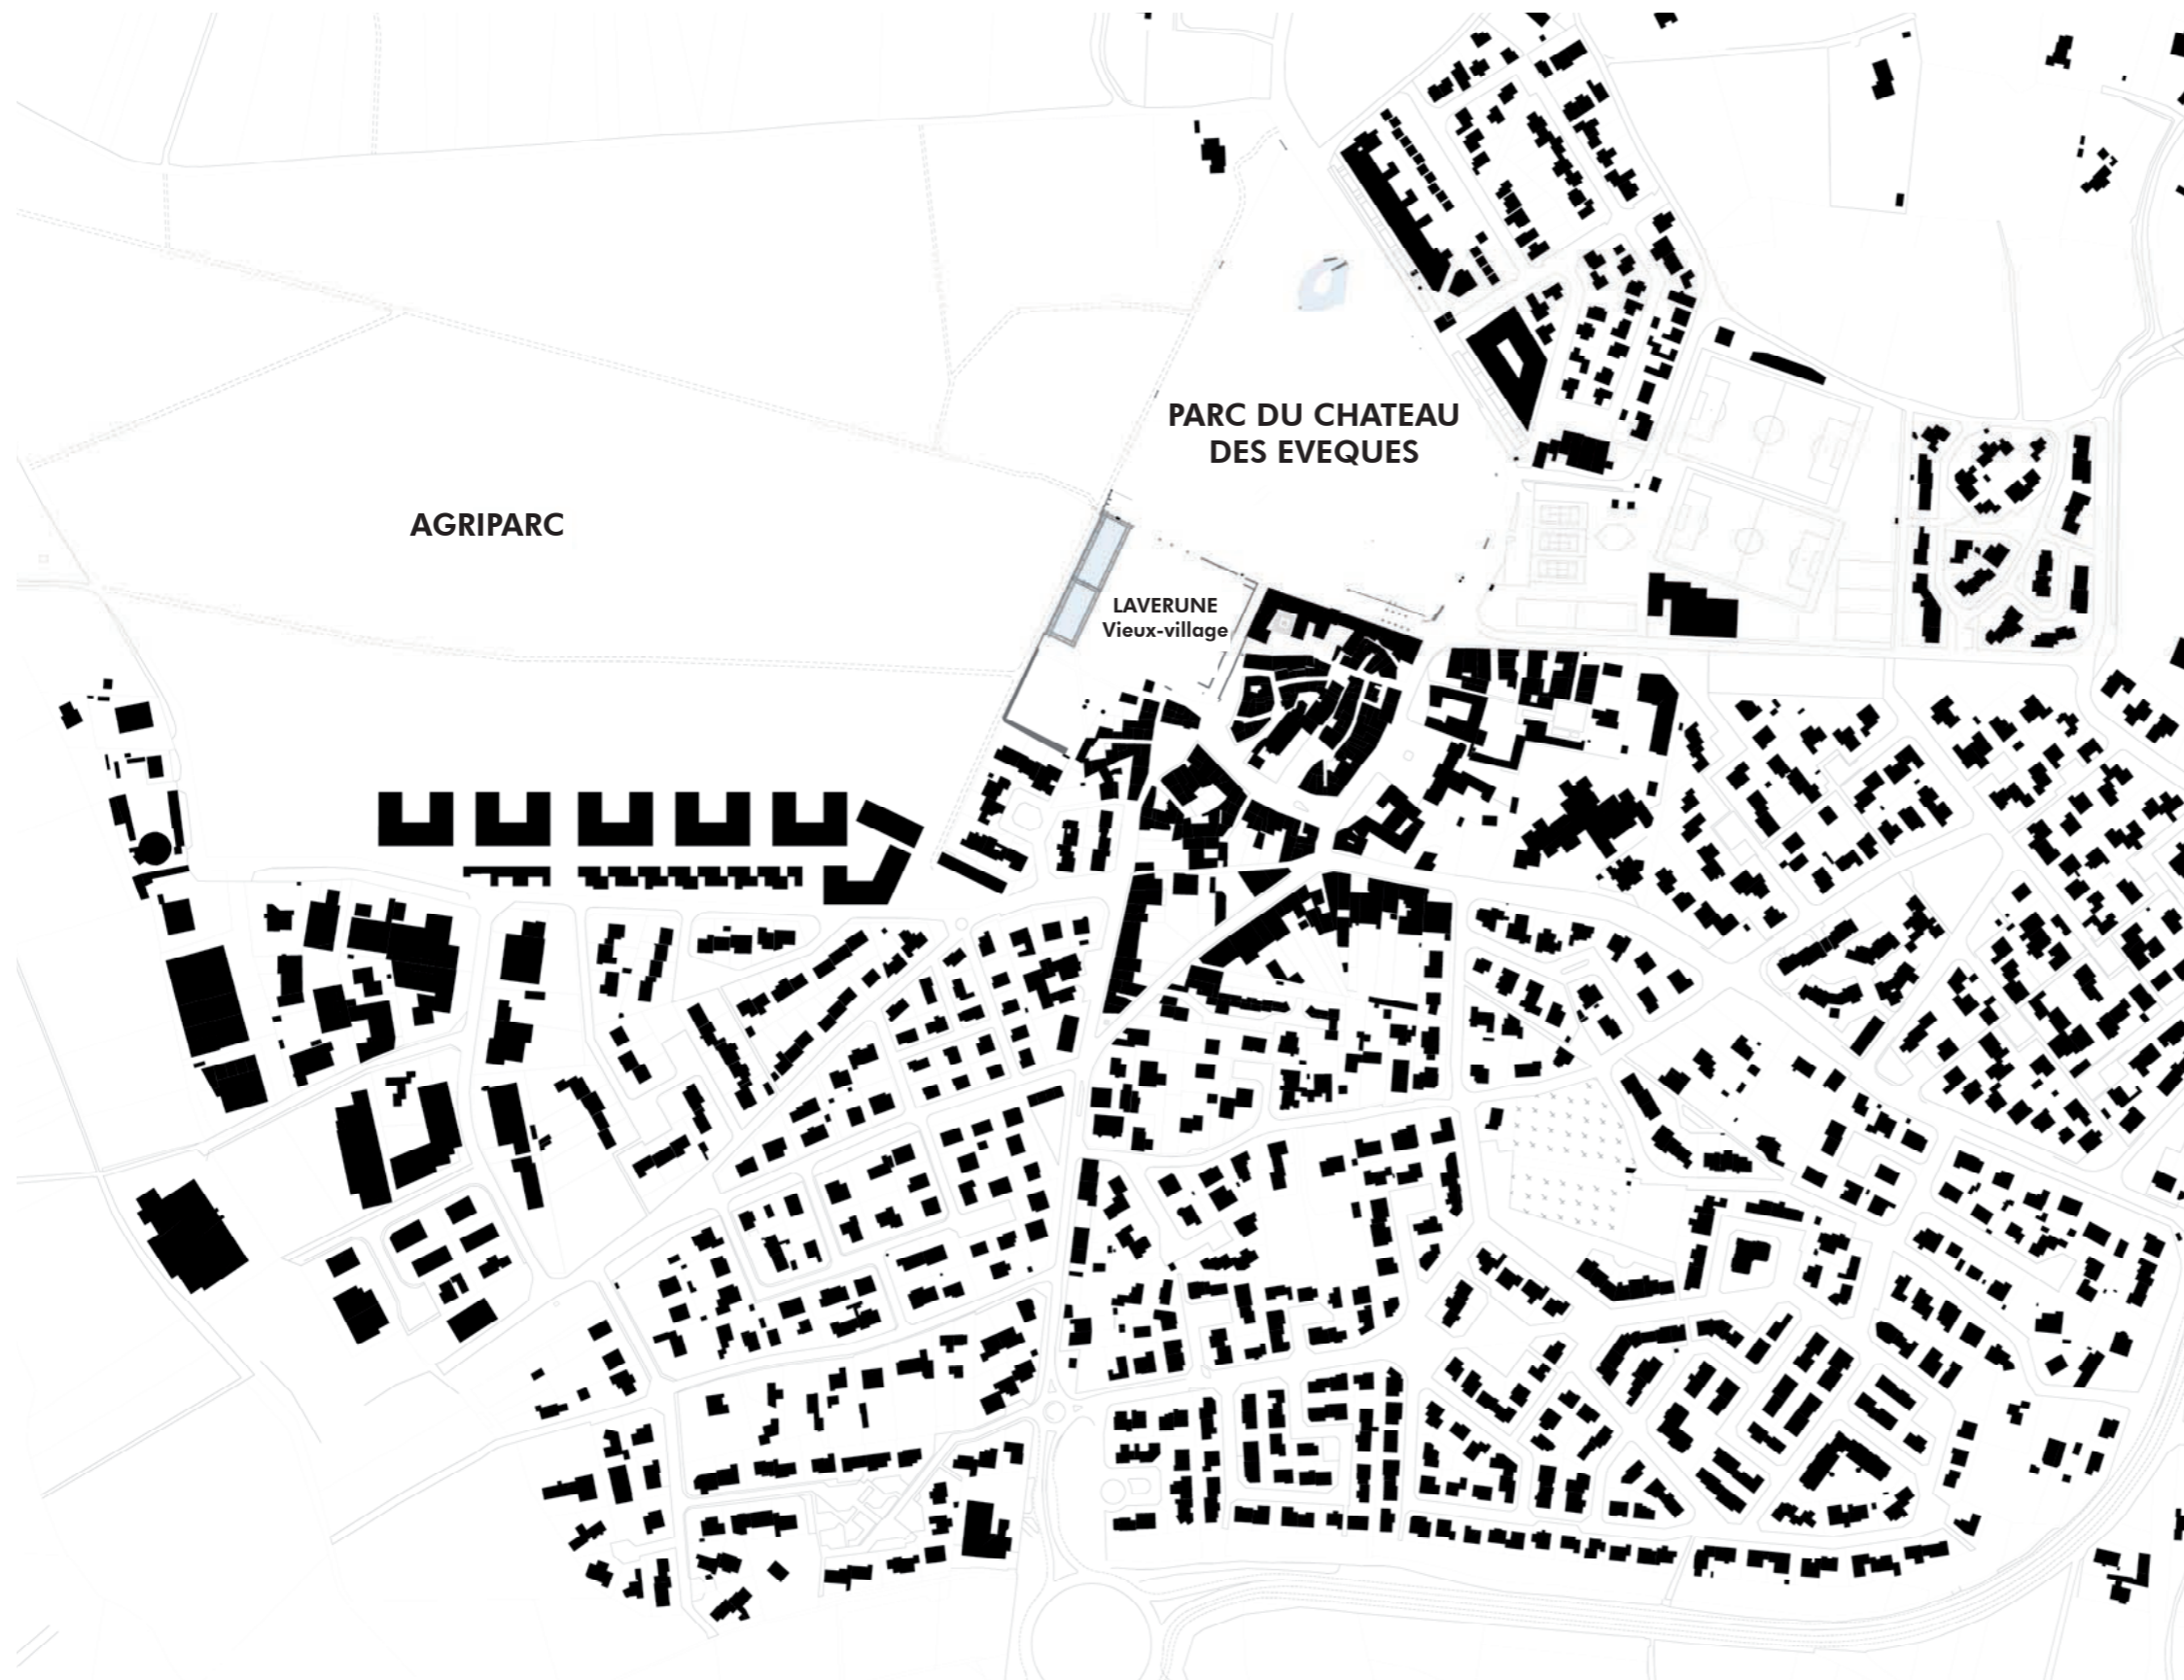 PARC DU CHATEAU
DES EVEQUES
AGRIPARC
LAVERUNE
Vieux-village